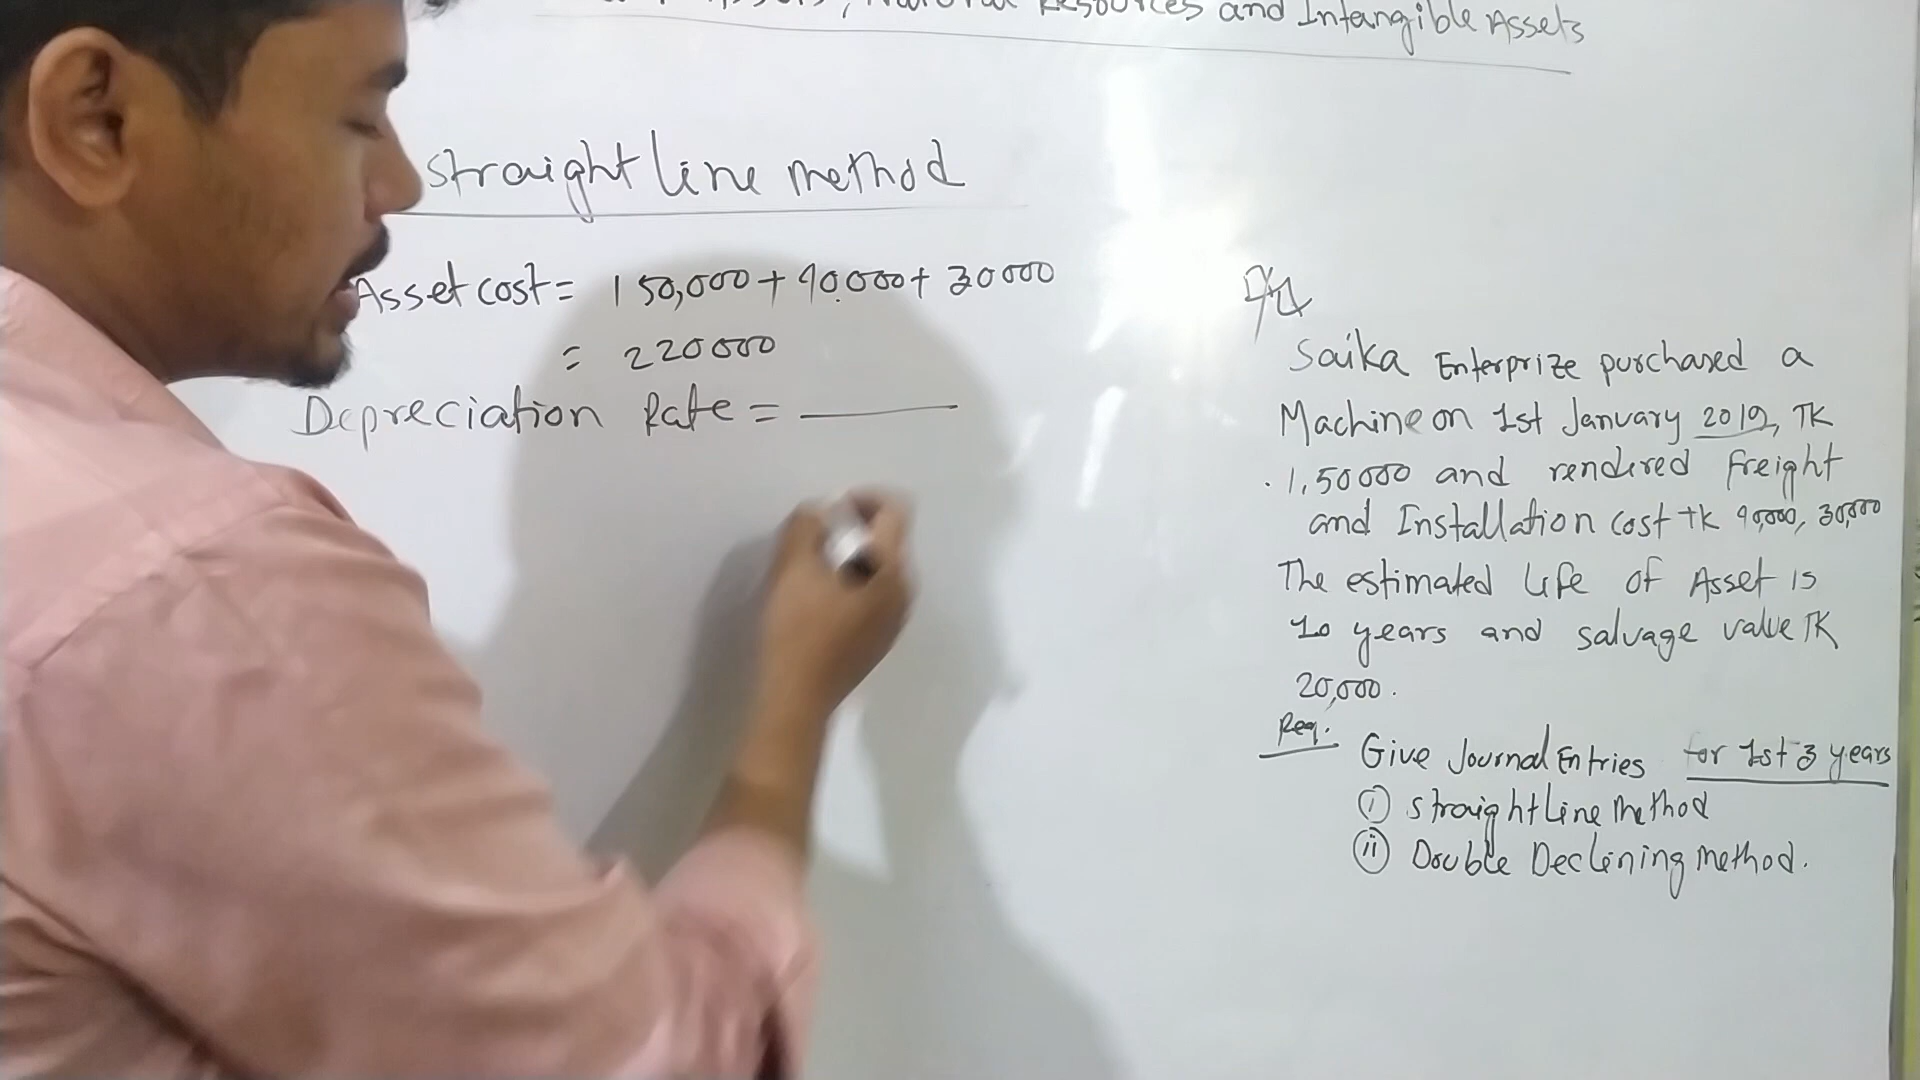 Assets, Natural Resources and Intangible Assets
straight line method
Asset cost = 150,000 + 40.000 + 30000
= 220000
Depreciation Rate =
Saika Enterprize purchased a
Machine on 1st January 2019, TK
1,50000 and rendered freight
and Installation cost tk 40,000, 30,000
The estimated life of Asset is
10 years and salvage value TK
20,000.
Req.
Give Journal Entries for 1st 3 years
(i) straight line Method
(ii) Double Declining method.